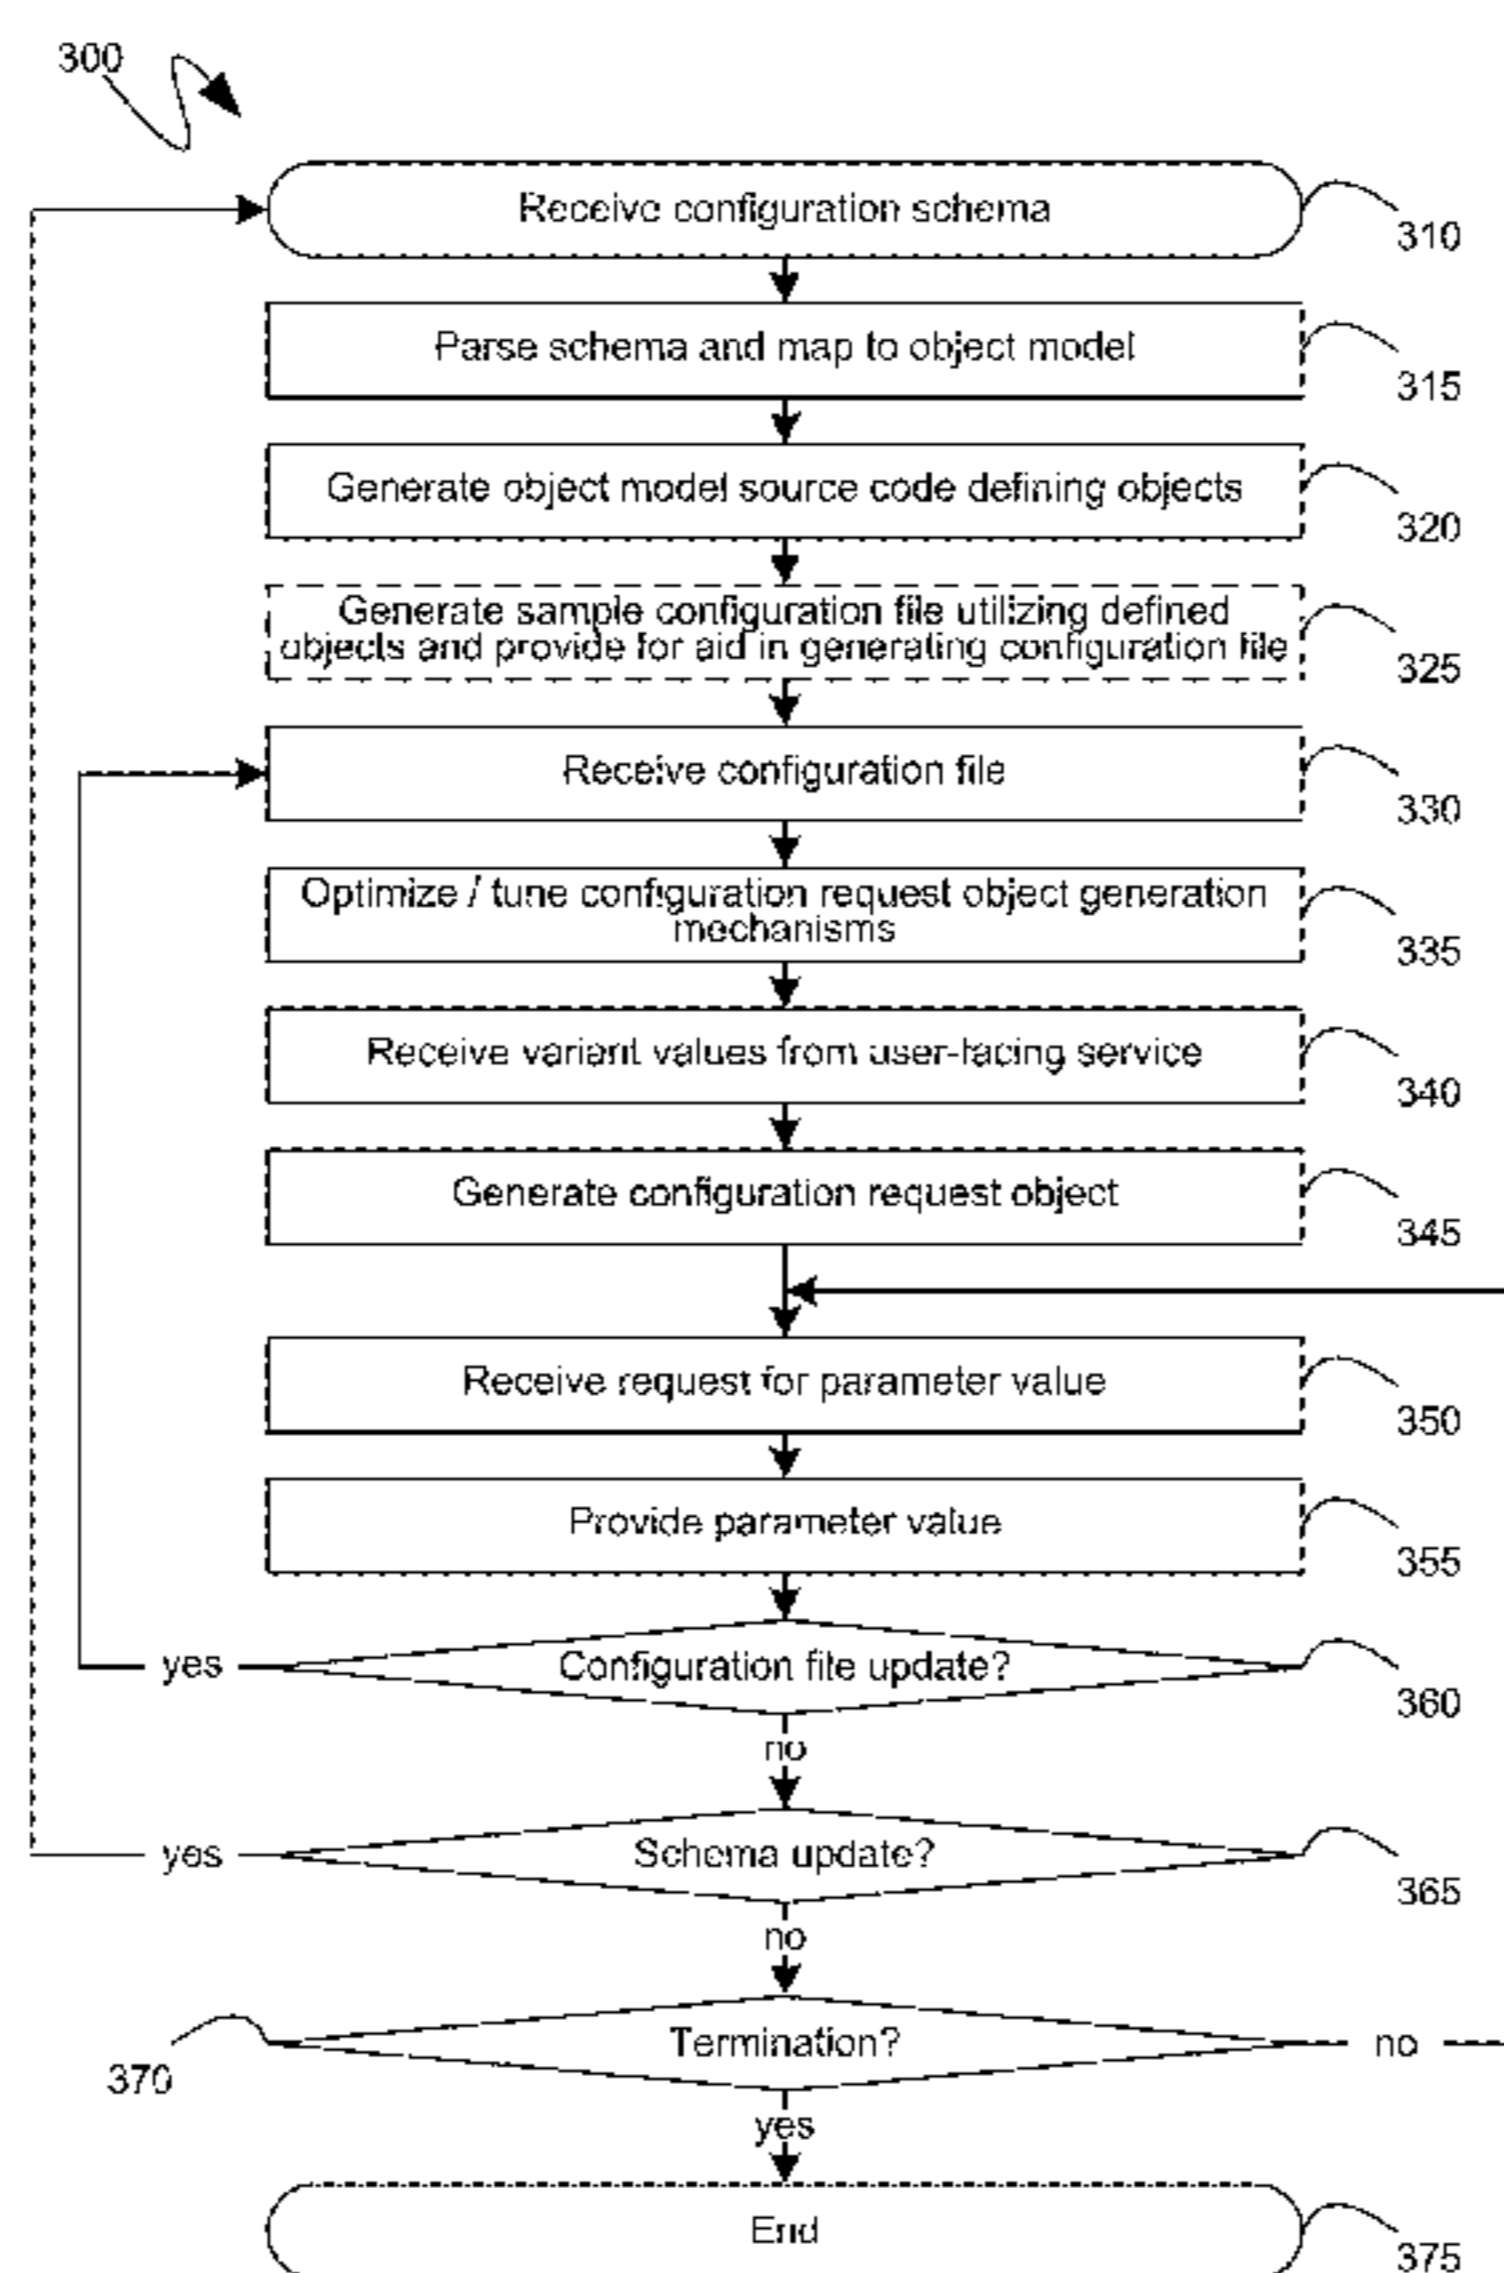 300
Receive configuration schema
310
Parse schema and map to object model
315
Generate object model source code defining objects
320
Generate sample configuration file utilizing defined
objects and provide for aid in generating configuration file
325
Receive configuration file
330
Optimize / tune configuration request object generation
mechanisms
335
Receive variant values from user-facing service
340
Generate configuration request object
345
Receive request for parameter value
350
Provide parameter value
355
yes
Configuration file update?
360
no
yes
Schema update?
365
no
Termination?
no
370
yes
End
375